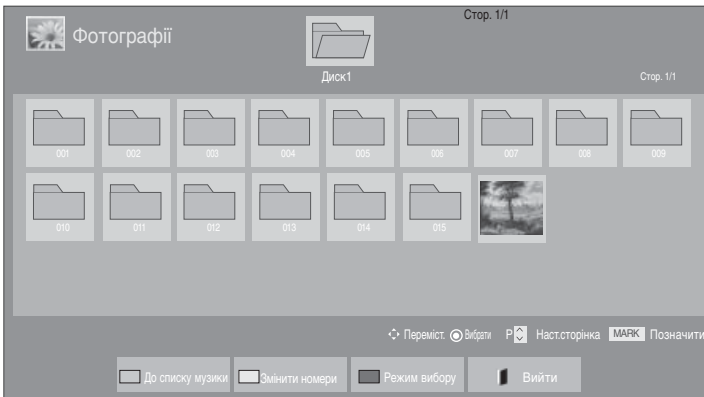 Стор. 1/1
Фотографії
Диск1
Стор. 1/1
001 002 003 004 005 006 007 008 009
010 011 012 013 014 015
Переміст. Вибрати P Наст.сторінка MARK Позначити
До списку музики Змінити номери Режим вибору Вийти